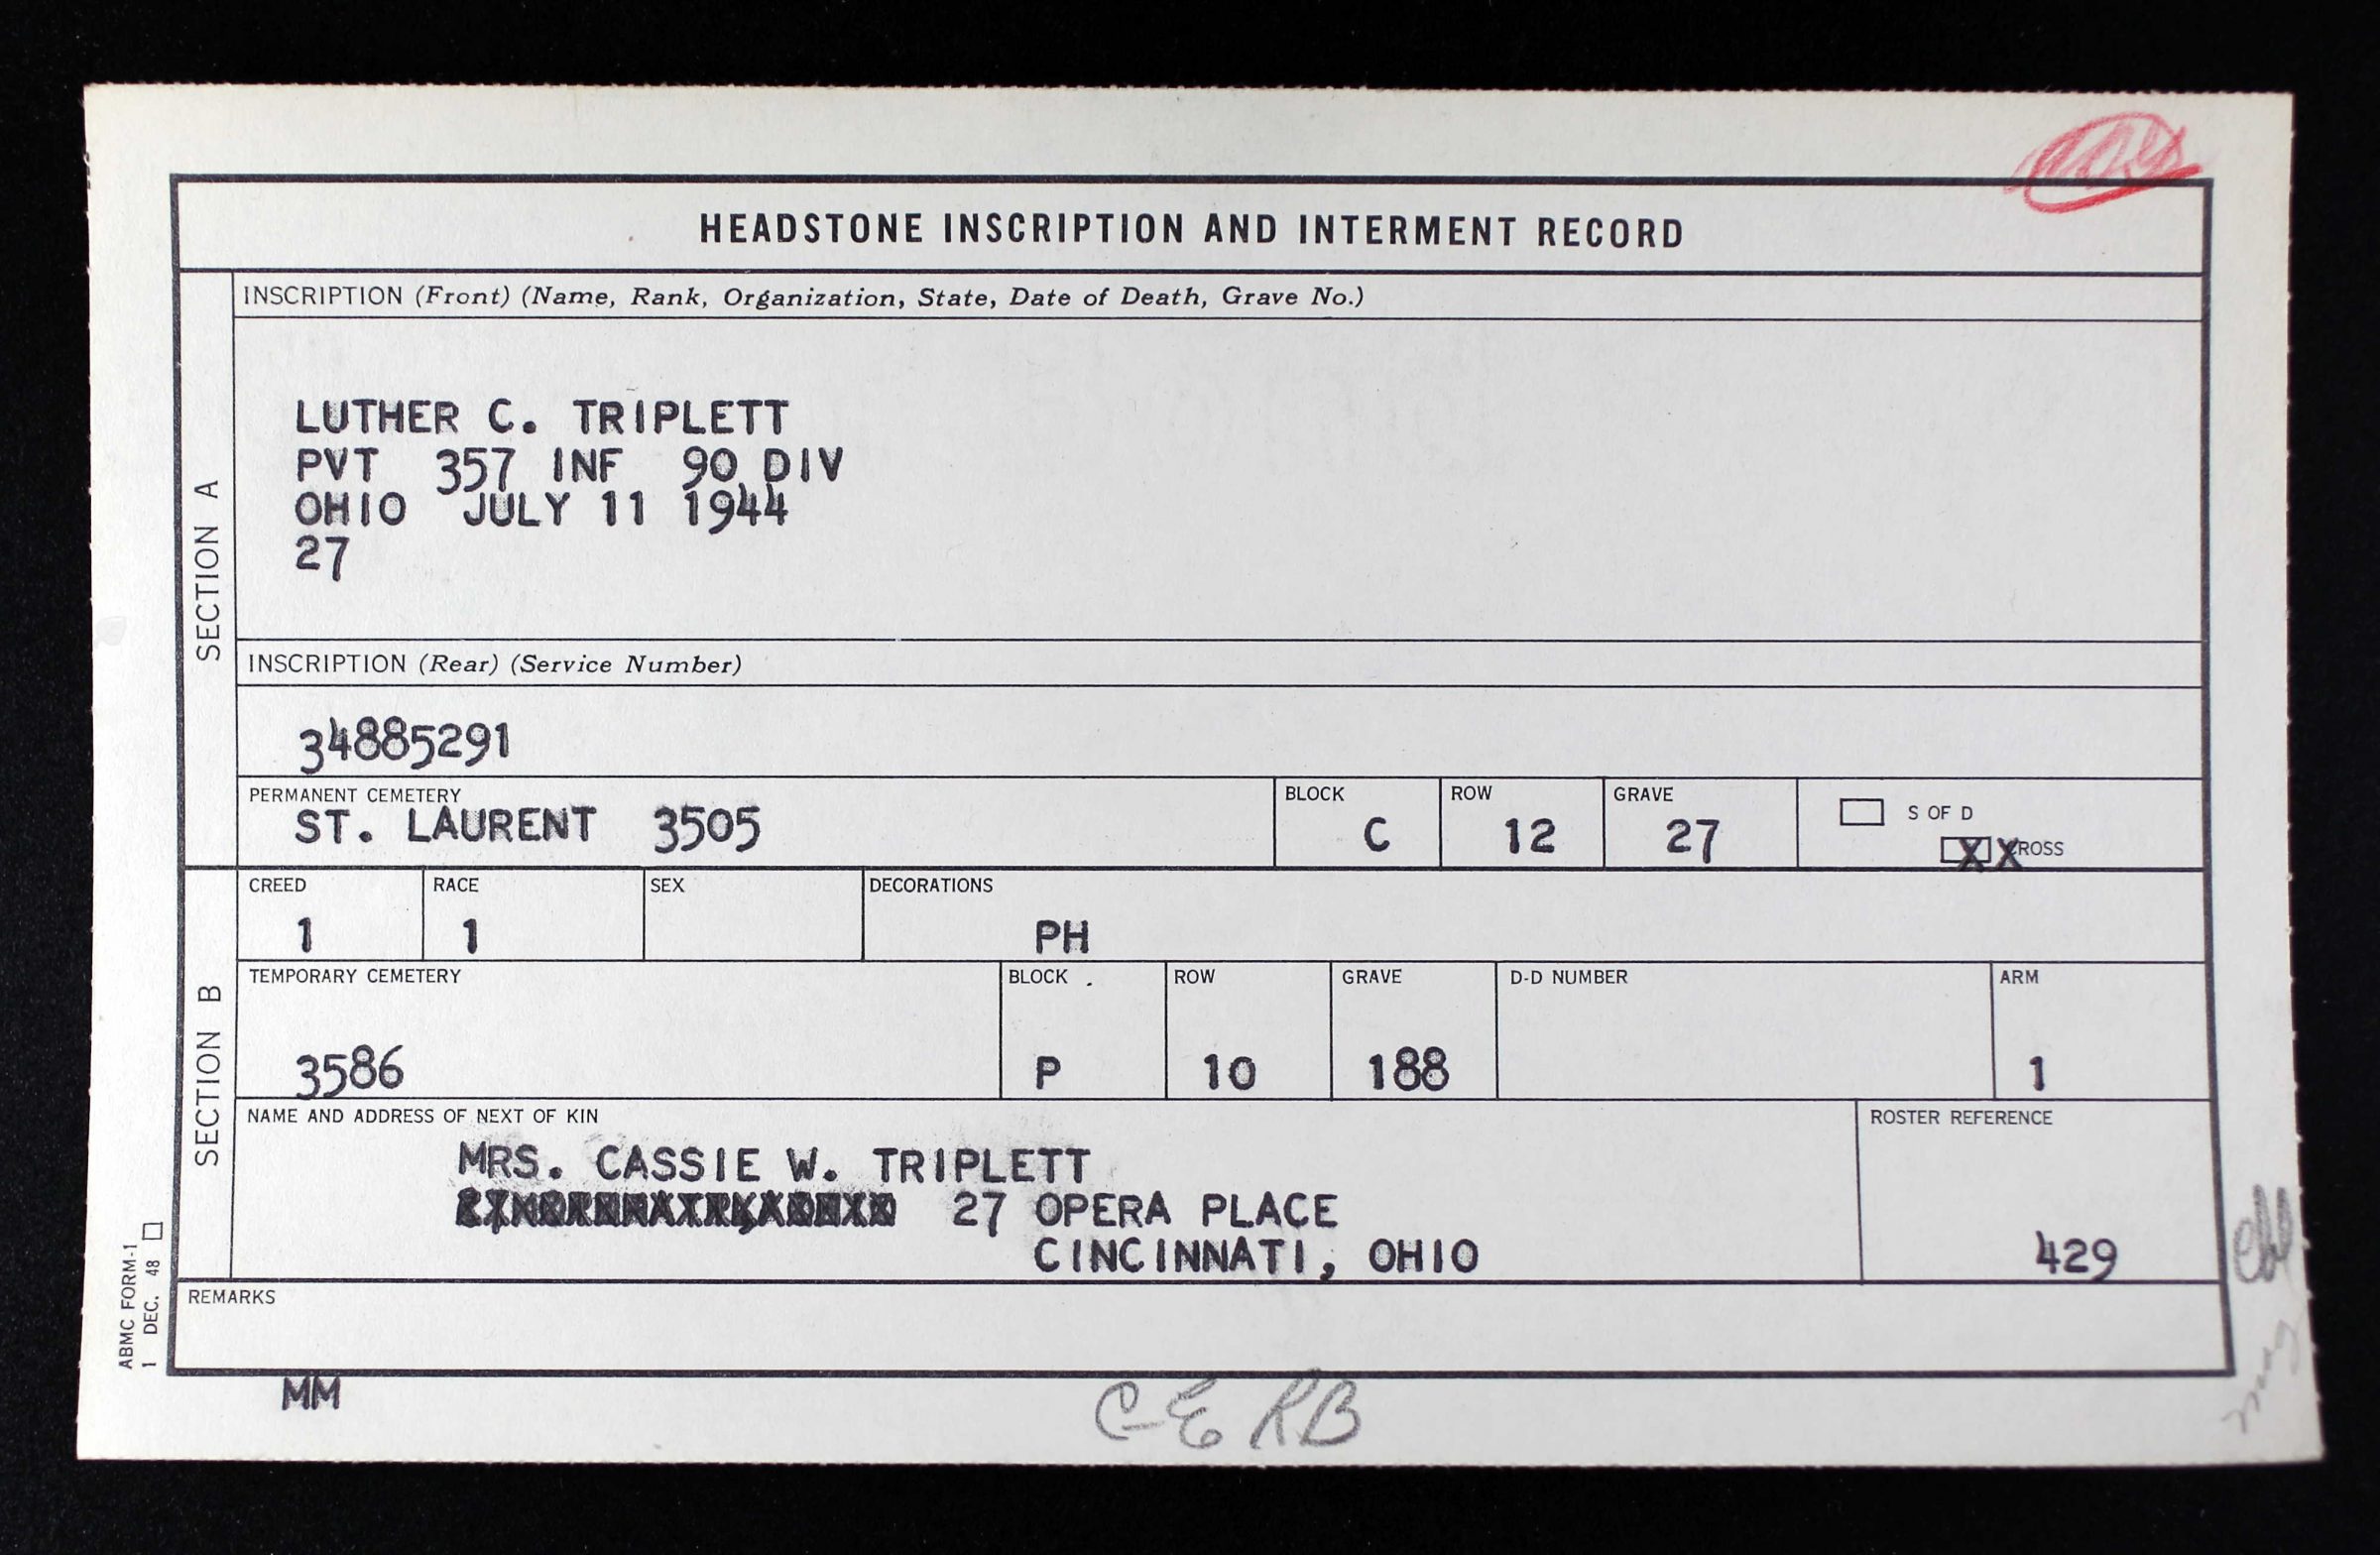 HEADSTONE INSCRIPTION AND INTERMENT RECORD
SECTION A
INSCRIPTION (Front) (Name, Rank, Organization, State, Date of Death, Grave No.)
LUTHER C. TRIPLETT
PVT 357 INF 90 DIV
OHIO JULY 11 1944
27
INSCRIPTION (Rear) (Service Number)
34885291
PERMANENT CEMETERY BLOCK ROW GRAVE S OF D
ST. LAURENT 3505 C 12 27 XX ROSS
SECTION B
CREED RACE SEX DECORATIONS
1 1 PH
TEMPORARY CEMETERY BLOCK ROW GRAVE D-D NUMBER ARM
3586 P 10 188 1
NAME AND ADDRESS OF NEXT OF KIN ROSTER REFERENCE
MRS. CASSIE W. TRIPLETT
27 OPERA PLACE
CINCINNATI, OHIO 429
REMARKS
ABMC FORM-1
1 DEC. 48
MM
C-E RB